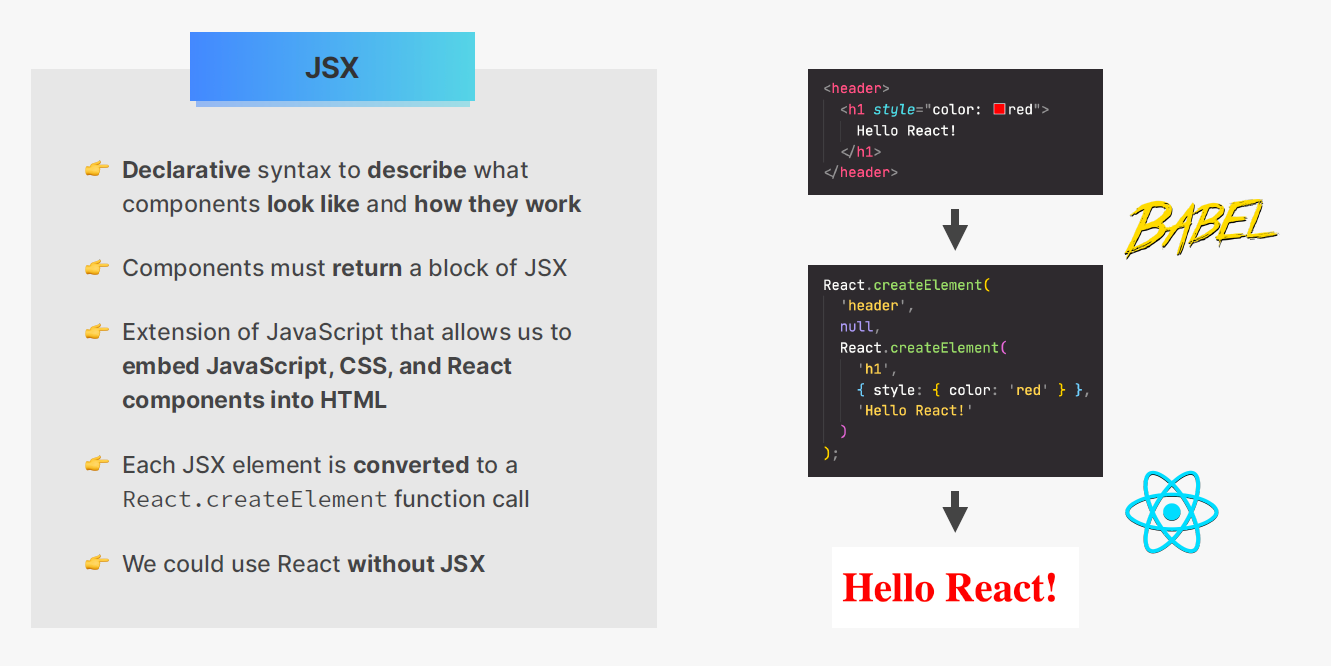 JSX
👉 Declarative syntax to describe what
components look like and how they work
👉 Components must return a block of JSX
👉 Extension of JavaScript that allows us to
embed JavaScript, CSS, and React
components into HTML
👉 Each JSX element is converted to a
React.createElement function call
👉 We could use React without JSX
<header>
<h1 style="color: red">
Hello React!
</h1>
</header>
BABEL
React.createElement(
'header',
null,
React.createElement(
'h1',
{ style: { color: 'red' } },
'Hello React!'
)
);
Hello React!